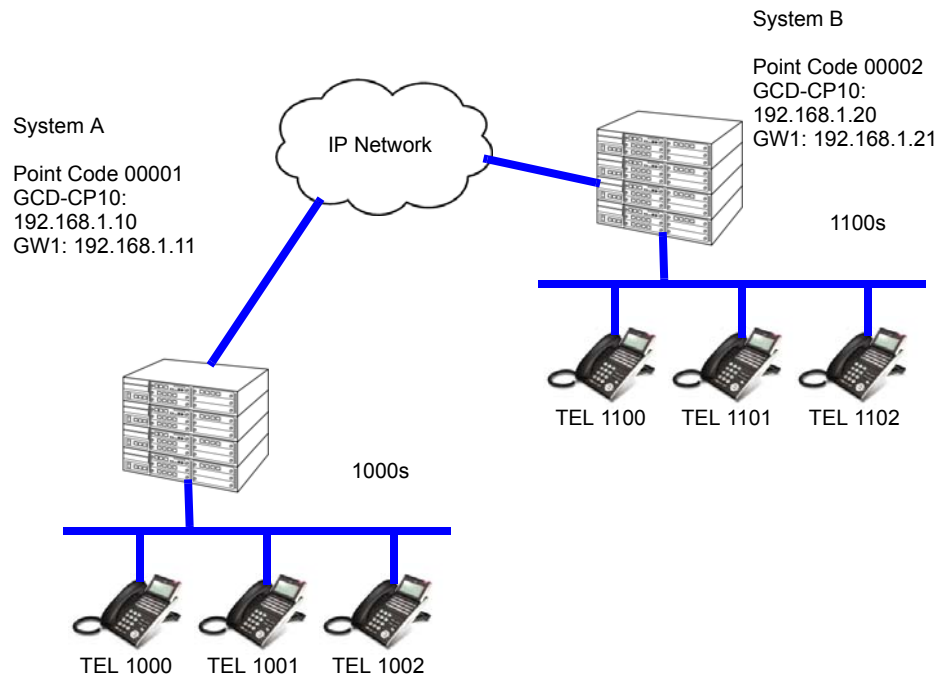 System B
Point Code 00002
GCD-CP10:
192.168.1.20
GW1: 192.168.1.21
IP Network
System A
Point Code 00001
GCD-CP10:
192.168.1.10
GW1: 192.168.1.11
1100s
TEL 1100
TEL 1101
TEL 1102
1000s
TEL 1000
TEL 1001
TEL 1002